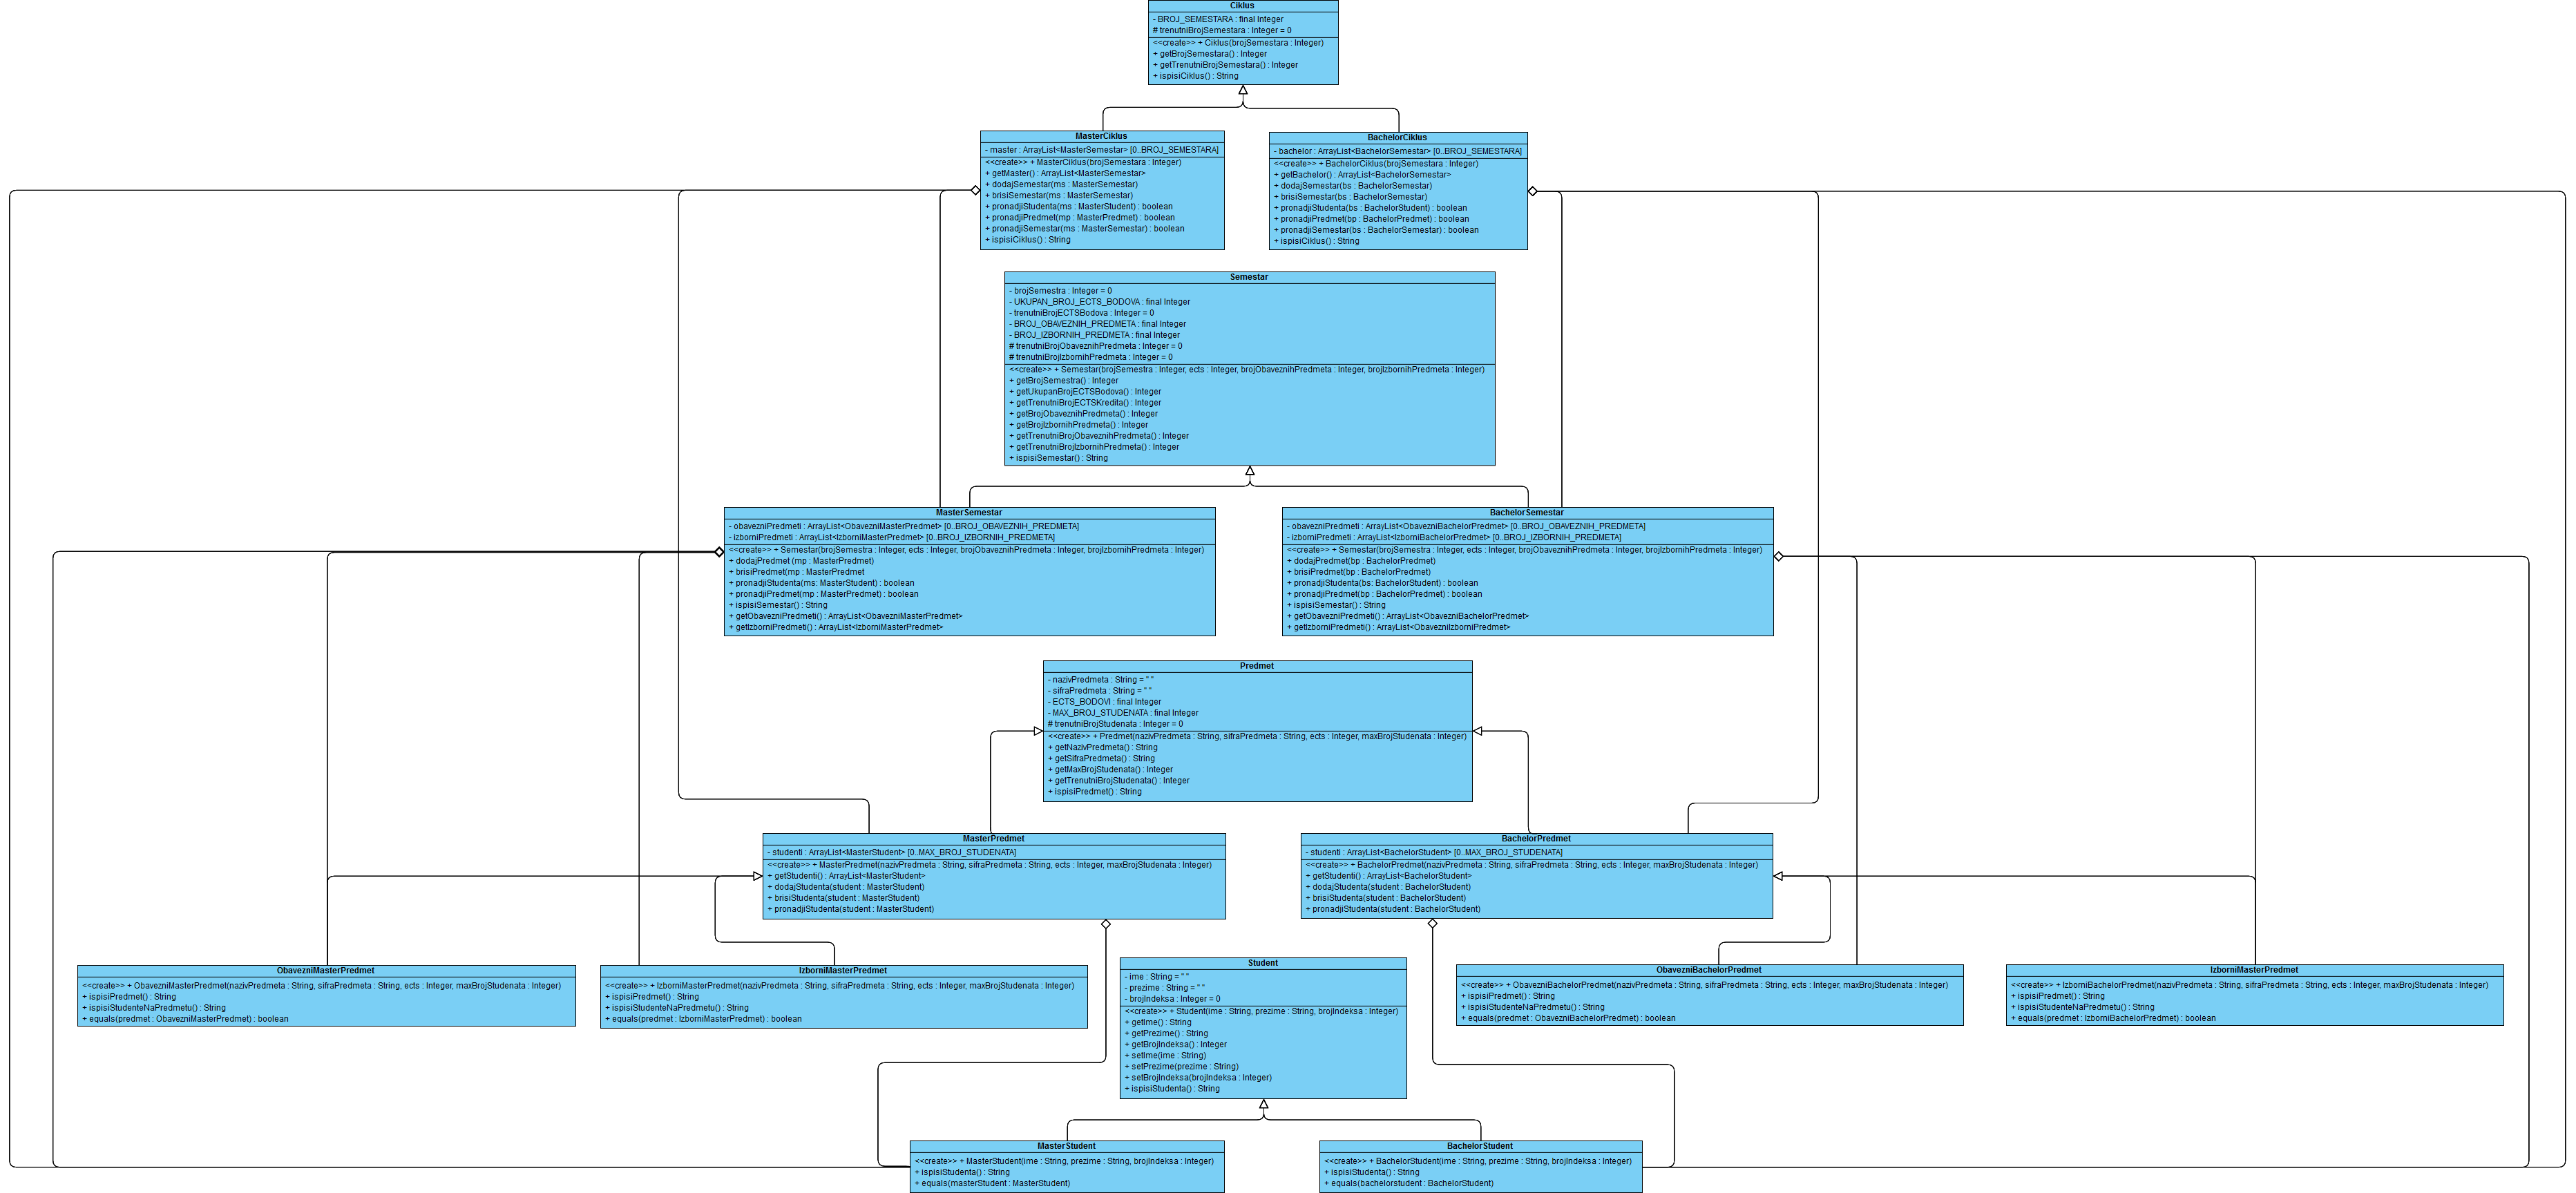 Ciklus
- BROJ_SEMESTARA : final Integer
# trenutniBrojSemestara : Integer = 0
<<create>> + Ciklus(brojSemestara : Integer)
+ getBrojSemestara() : Integer
+ getTrenutniBrojSemestara() : Integer
+ ispisiCiklus() : String
MasterCiklus
- master : ArrayList<MasterSemestar> [0..BROJ_SEMESTARA]
<<create>> + MasterCiklus(brojSemestara : Integer)
+ getMaster() : ArrayList<MasterSemestar>
+ dodajSemestar(ms : MasterSemestar)
+ brisiSemestar(ms : MasterSemestar)
+ pronadjiStudenta(ms : MasterStudent) : boolean
+ pronadjiPredmet(mp : MasterPredmet) : boolean
+ pronadjiSemestar(ms : MasterSemestar) : boolean
+ ispisiCiklus() : String
BachelorCiklus
- bachelor : ArrayList<BachelorSemestar> [0..BROJ_SEMESTARA]
<<create>> + BachelorCiklus(brojSemestara : Integer)
+ getBachelor() : ArrayList<BachelorSemestar>
+ dodajSemestar(bs : BachelorSemestar)
+ brisiSemestar(bs : BachelorSemestar)
+ pronadjiStudenta(bs : BachelorStudent) : boolean
+ pronadjiPredmet(bp : BachelorPredmet) : boolean
+ pronadjiSemestar(bs : BachelorSemestar) : boolean
+ ispisiCiklus() : String
Semestar
- brojSemestra : Integer = 0
- UKUPAN_BROJ_ECTS_BODOVA : final Integer
- trenutniBrojECTSBodova : Integer = 0
- BROJ_OBAVEZNIH_PREDMETA : final Integer
- BROJ_IZBORNIH_PREDMETA : final Integer
# trenutniBrojObaveznihPredmeta : Integer = 0
# trenutniBrojIzbornihPredmeta : Integer = 0
<<create>> + Semestar(brojSemestra : Integer, ects : Integer, brojObaveznihPredmeta : Integer, brojIzbornihPredmeta : Integer)
+ getBrojSemestra() : Integer
+ getUkupanBrojECTSBodova() : Integer
+ getTrenutniBrojECTSKredita() : Integer
+ getBrojObaveznihPredmeta() : Integer
+ getBrojIzbornihPredmeta() : Integer
+ getTrenutniBrojObaveznihPredmeta() : Integer
+ getTrenutniBrojIzbornihPredmeta() : Integer
+ ispisiSemestar() : String
MasterSemestar
- obavezniPredmeti : ArrayList<ObavezniMasterPredmet> [0..BROJ_OBAVEZNIH_PREDMETA]
- izborniPredmeti : ArrayList<IzborniMasterPredmet> [0..BROJ_IZBORNIH_PREDMETA]
<<create>> + Semestar(brojSemestra : Integer, ects : Integer, brojObaveznihPredmeta : Integer, brojIzbornihPredmeta : Integer)
+ dodajPredmet (mp : MasterPredmet)
+ brisiPredmet(mp : MasterPredmet
+ pronadjiStudenta(ms: MasterStudent) : boolean
+ pronadjiPredmet(mp : MasterPredmet) : boolean
+ ispisiSemestar() : String
+ getObavezniPredmeti() : ArrayList<ObavezniMasterPredmet>
+ getIzborniPredmeti() : ArrayList<IzborniMasterPredmet>
BachelorSemestar
- obavezniPredmeti : ArrayList<ObavezniBachelorPredmet> [0..BROJ_OBAVEZNIH_PREDMETA]
- izborniPredmeti : ArrayList<IzborniBachelorPredmet> [0..BROJ_IZBORNIH_PREDMETA]
<<create>> + Semestar(brojSemestra : Integer, ects : Integer, brojObaveznihPredmeta : Integer, brojIzbornihPredmeta : Integer)
+ dodajPredmet(bp : BachelorPredmet)
+ brisiPredmet(bp : BachelorPredmet)
+ pronadjiStudenta(bs: BachelorStudent) : boolean
+ pronadjiPredmet(bp : BachelorPredmet) : boolean
+ ispisiSemestar() : String
+ getObavezniPredmeti() : ArrayList<ObavezniBachelorPredmet>
+ getIzborniPredmeti() : ArrayList<ObavezniIzborniPredmet>
Predmet
- nazivPredmeta : String = " "
- sifraPredmeta : String = " "
- ECTS_BODOVI : final Integer
- MAX_BROJ_STUDENATA : final Integer
# trenutniBrojStudenata : Integer = 0
<<create>> + Predmet(nazivPredmeta : String, sifraPredmeta : String, ects : Integer, maxBrojStudenata : Integer)
+ getNazivPredmeta() : String
+ getSifraPredmeta() : String
+ getMaxBrojStudenata() : Integer
+ getTrenutniBrojStudenata() : Integer
+ ispisiPredmet() : String
MasterPredmet
- studenti : ArrayList<MasterStudent> [0..MAX_BROJ_STUDENATA]
<<create>> + MasterPredmet(nazivPredmeta : String, sifraPredmeta : String, ects : Integer, maxBrojStudenata : Integer)
+ getStudenti() : ArrayList<MasterStudent>
+ dodajStudenta(student : MasterStudent)
+ brisiStudenta(student : MasterStudent)
+ pronadjiStudenta(student : MasterStudent)
BachelorPredmet
- studenti : ArrayList<BachelorStudent> [0..MAX_BROJ_STUDENATA]
<<create>> + BachelorPredmet(nazivPredmeta : String, sifraPredmeta : String, ects : Integer, maxBrojStudenata : Integer)
+ getStudenti() : ArrayList<BachelorStudent>
+ dodajStudenta(student : BachelorStudent)
+ brisiStudenta(student : BachelorStudent)
+ pronadjiStudenta(student : BachelorStudent)
ObavezniMasterPredmet
<<create>> + ObavezniMasterPredmet(nazivPredmeta : String, sifraPredmeta : String, ects : Integer, maxBrojStudenata : Integer)
+ ispisiPredmet() : String
+ ispisiStudenteNaPredmetu() : String
+ equals(predmet : ObavezniMasterPredmet) : boolean
IzborniMasterPredmet
<<create>> + IzborniMasterPredmet(nazivPredmeta : String, sifraPredmeta : String, ects : Integer, maxBrojStudenata : Integer)
+ ispisiPredmet() : String
+ ispisiStudenteNaPredmetu() : String
+ equals(predmet : IzborniMasterPredmet) : boolean
Student
- ime : String = " "
- prezime : String = " "
- brojIndeksa : Integer = 0
<<create>> + Student(ime : String, prezime : String, brojIndeksa : Integer)
+ getIme() : String
+ getPrezime() : String
+ getBrojIndeksa() : Integer
+ setIme(ime : String)
+ setPrezime(prezime : String)
+ setBrojIndeksa(brojIndeksa : Integer)
+ ispisiStudenta() : String
ObavezniBachelorPredmet
<<create>> + ObavezniBachelorPredmet(nazivPredmeta : String, sifraPredmeta : String, ects : Integer, maxBrojStudenata : Integer)
+ ispisiPredmet() : String
+ ispisiStudenteNaPredmetu() : String
+ equals(predmet : ObavezniBachelorPredmet) : boolean
IzborniMasterPredmet
<<create>> + IzborniBachelorPredmet(nazivPredmeta : String, sifraPredmeta : String, ects : Integer, maxBrojStudenata : Integer)
+ ispisiPredmet() : String
+ ispisiStudenteNaPredmetu() : String
+ equals(predmet : IzborniBachelorPredmet) : boolean
MasterStudent
<<create>> + MasterStudent(ime : String, prezime : String, brojIndeksa : Integer)
+ ispisiStudenta() : String
+ equals(masterStudent : MasterStudent)
BachelorStudent
<<create>> + BachelorStudent(ime : String, prezime : String, brojIndeksa : Integer)
+ ispisiStudenta() : String
+ equals(bachelorstudent : BachelorStudent)